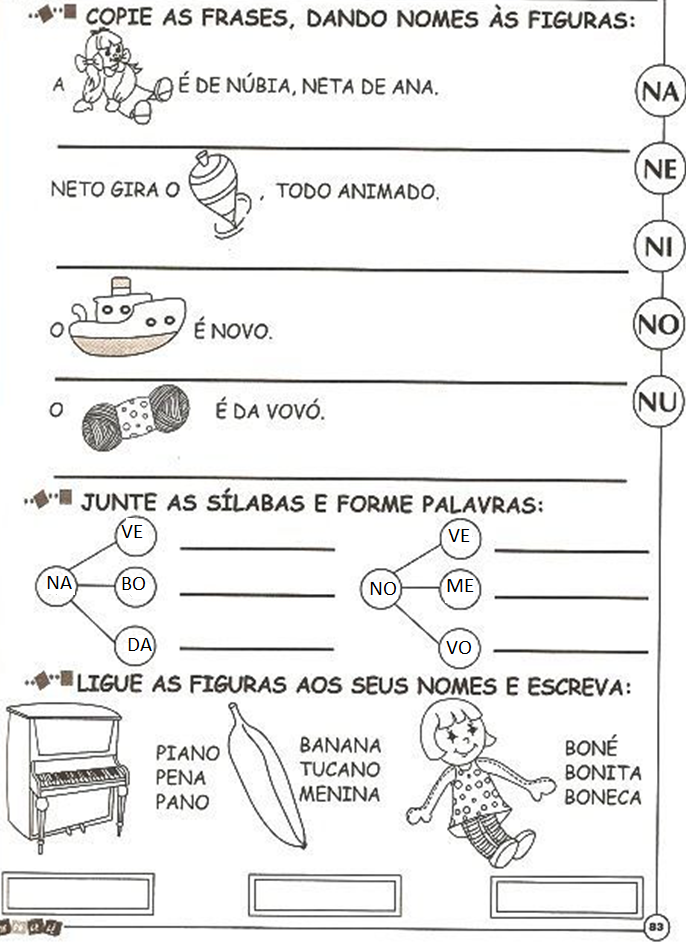 COPIE AS FRASES, DANDO NOMES ÀS FIGURAS:
A É DE NÚBIA, NETA DE ANA.
NETO GIRA O , TODO ANIMADO.
O É NOVO.
O É DA VOVÓ.
NA
NE
NI
NO
NU
JUNTE AS SÍLABAS E FORME PALAVRAS:
NA
VE
BO
DA
NO
VE
ME
VO
LIGUE AS FIGURAS AOS SEUS NOMES E ESCREVA:
PIANO
PENA
PANO
BANANA
TUCANO
MENINA
BONÉ
BONITA
BONECA
83